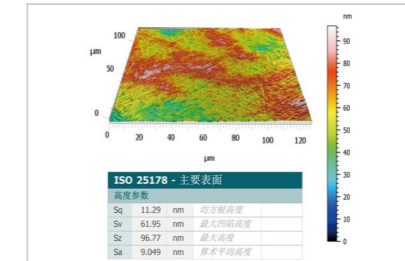 nm
100
μm
50
0
0 20 40 60 80 100 120
μm
90
80
70
60
50
40
30
20
10
0
ISO 25178 - 主要表面
高度参数
Sq 11.29 nm 均方根高度
Sv 61.95 nm 最大凹陷高度
Sz 96.77 nm 最大高度
Sa 9.049 nm 算术平均高度